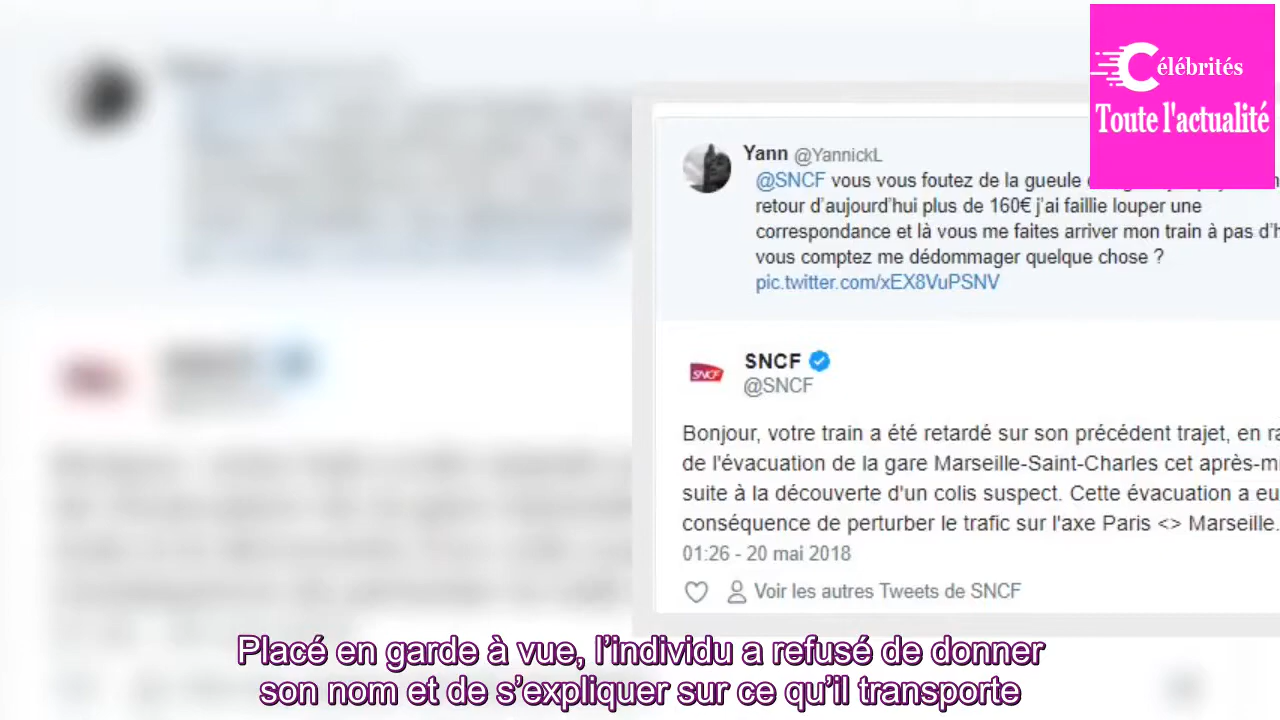 Célébrités
Toute l'actualité
Yann @YannickL
@SNCF vous vous foutez de la gueule
retour d'aujourd'hui plus de 160€ j'ai faillie louper une
correspondance et là vous me faites arriver mon train à pas d'h
vous comptez me dédommager quelque chose ?
pic.twitter.com/xEX8VuPSNV
SNCF
SNCF
@SNCF
Bonjour, votre train a été retardé sur son précédent trajet, en ra
de l'évacuation de la gare Marseille-Saint-Charles cet après-mi
suite à la découverte d'un colis suspect. Cette évacuation a eu
conséquence de perturber le trafic sur l'axe Paris <> Marseille.
01:26 - 20 mai 2018
Voir les autres Tweets de SNCF
Placé en garde à vue, l'individu a refusé de donner
son nom et de s'expliquer sur ce qu'il transporte